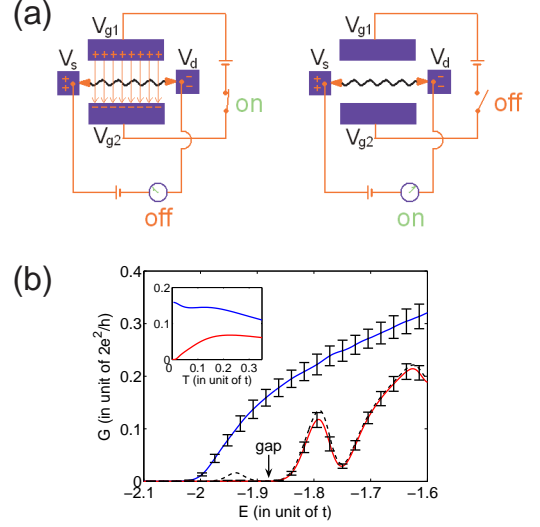 (a)
V_g1
V_s
V_d
+ + + + + + + +
+ +
+ +
− −
−
on
− − − − − − − −
V_g2
off
V_g1
V_s
V_d
+ +
+ +
− −
−
off
V_g2
on
(b)
G (in unit of 2e²/h)
0.4
0.3
0.2
0.1
0
0.2
0.1
0
0
0.1
0.2
0.3
T (in unit of t)
gap
−2.1
−2
−1.9
−1.8
−1.7
−1.6
E (in unit of t)